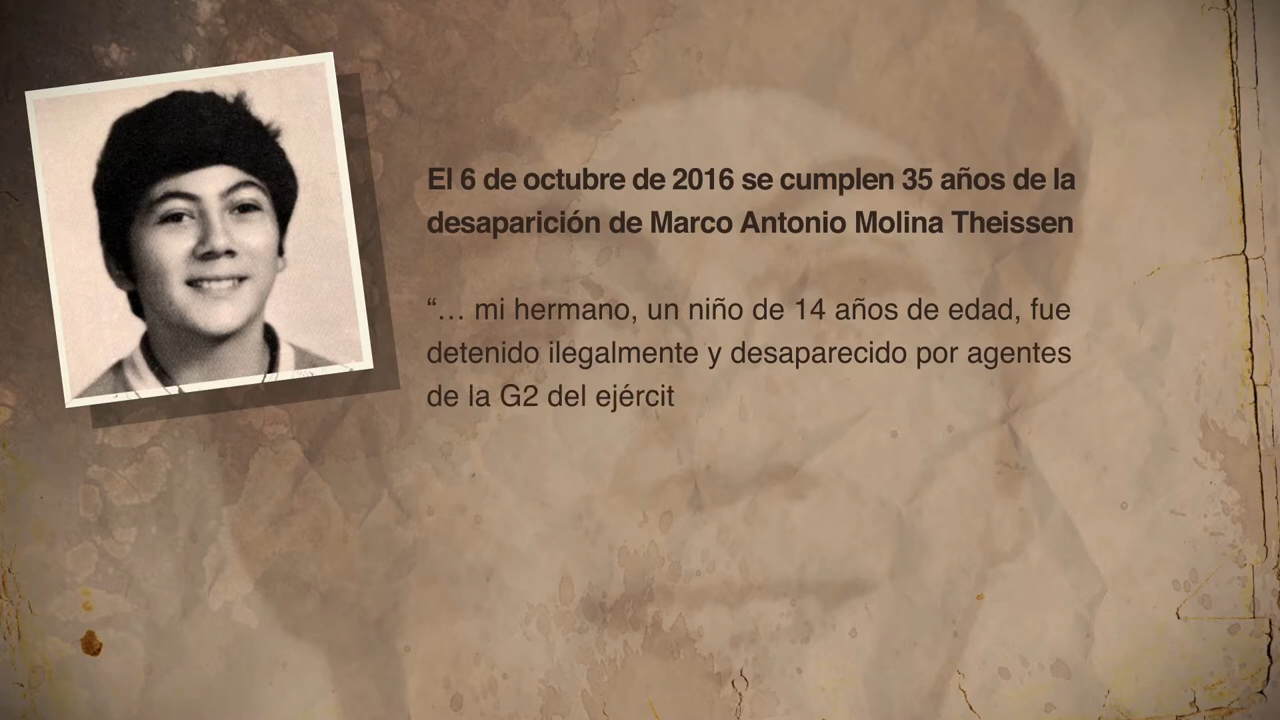 El 6 de octubre de 2016 se cumplen 35 años de la
desaparición de Marco Antonio Molina Theissen
“… mi hermano, un niño de 14 años de edad, fue
detenido ilegalmente y desaparecido por agentes
de la G2 del ejércit